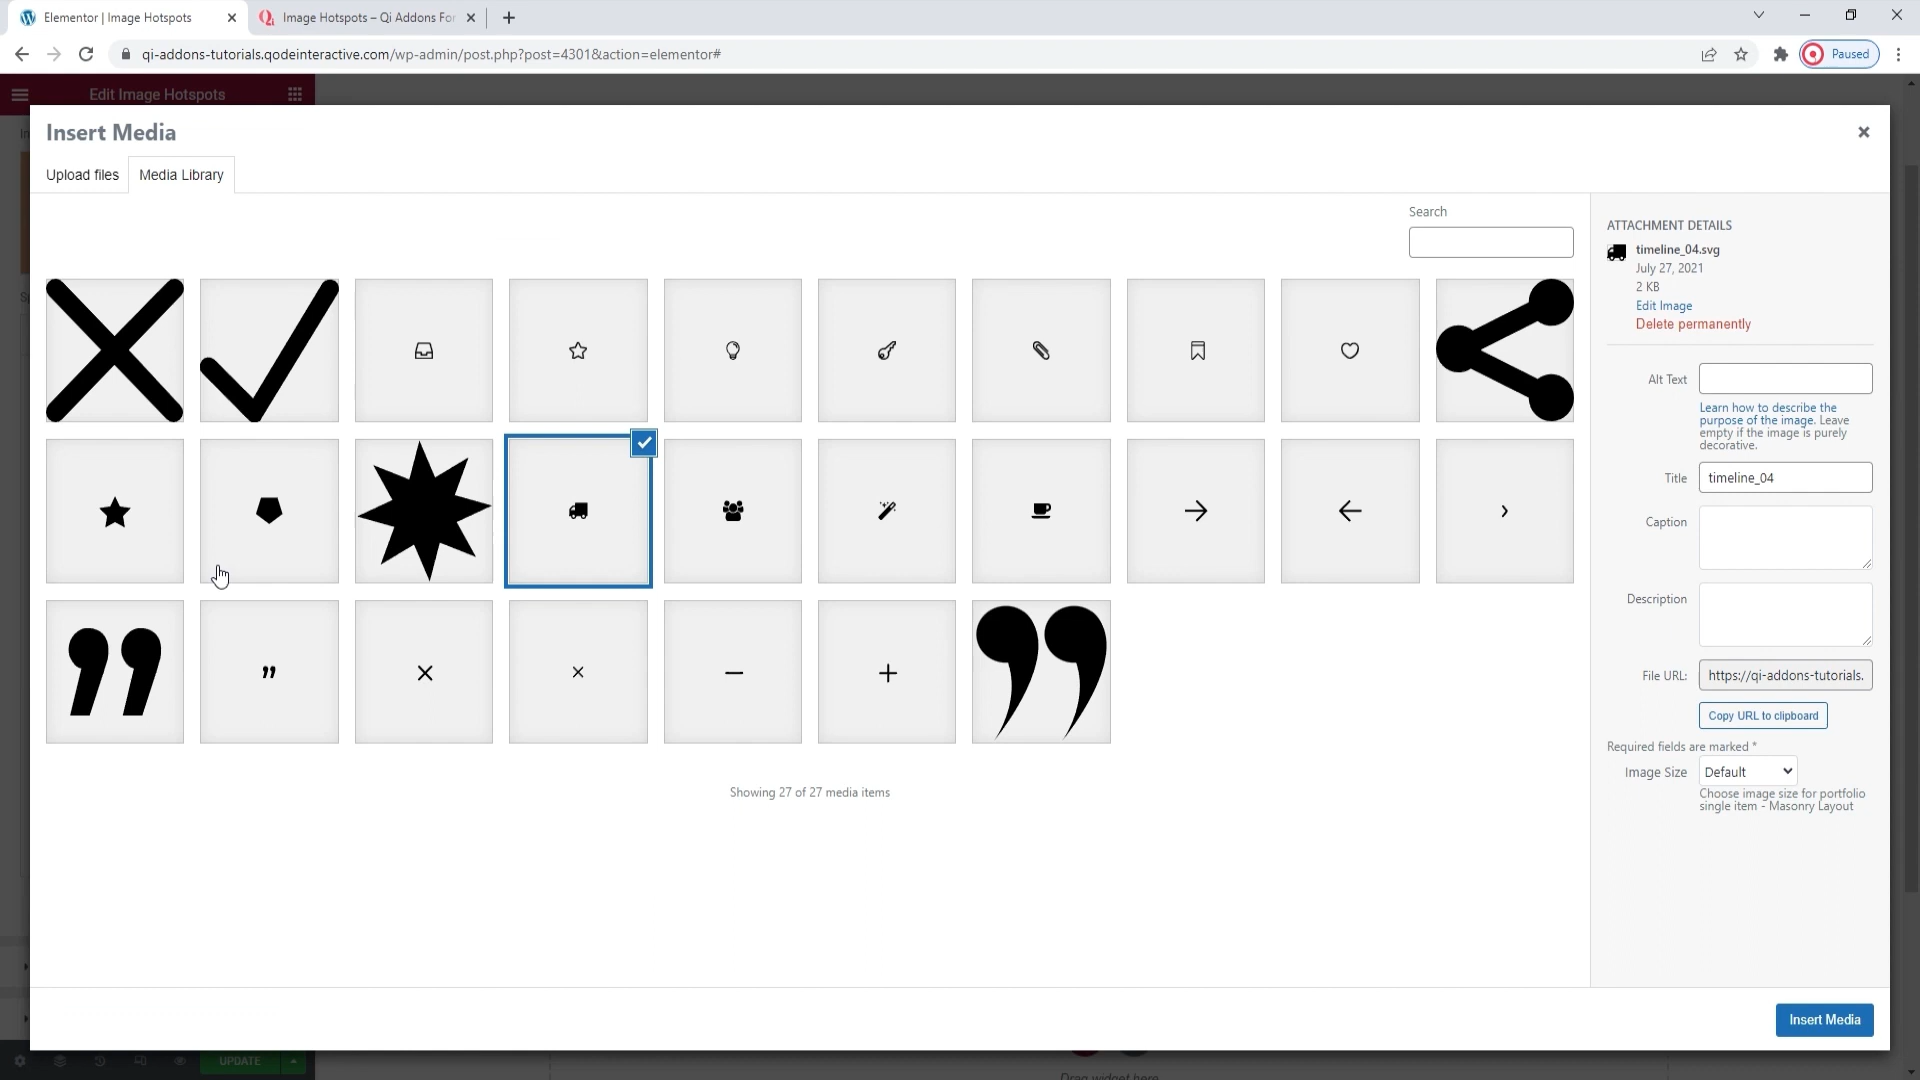 Elementor | Image Hotspots
Image Hotspots – Qi Addons For
qi-addons-tutorials.qodeinteractive.com/wp-admin/post.php?post=4301&action=elementor#
Paused
Edit Image Hotspots
Insert Media
Upload files
Media Library
Search
ATTACHMENT DETAILS
timeline_04.svg
July 27, 2021
2 KB
Edit Image
Delete permanently
Alt Text
Learn how to describe the
purpose of the image. Leave
empty if the image is purely
decorative.
Title
timeline_04
Caption
Description
File URL:
https://qi-addons-tutorials.
Copy URL to clipboard
Required fields are marked *
Image Size
Default
Choose image size for portfolio
single item - Masonry Layout
Showing 27 of 27 media items
Insert Media
UPDATE
Drag widget here